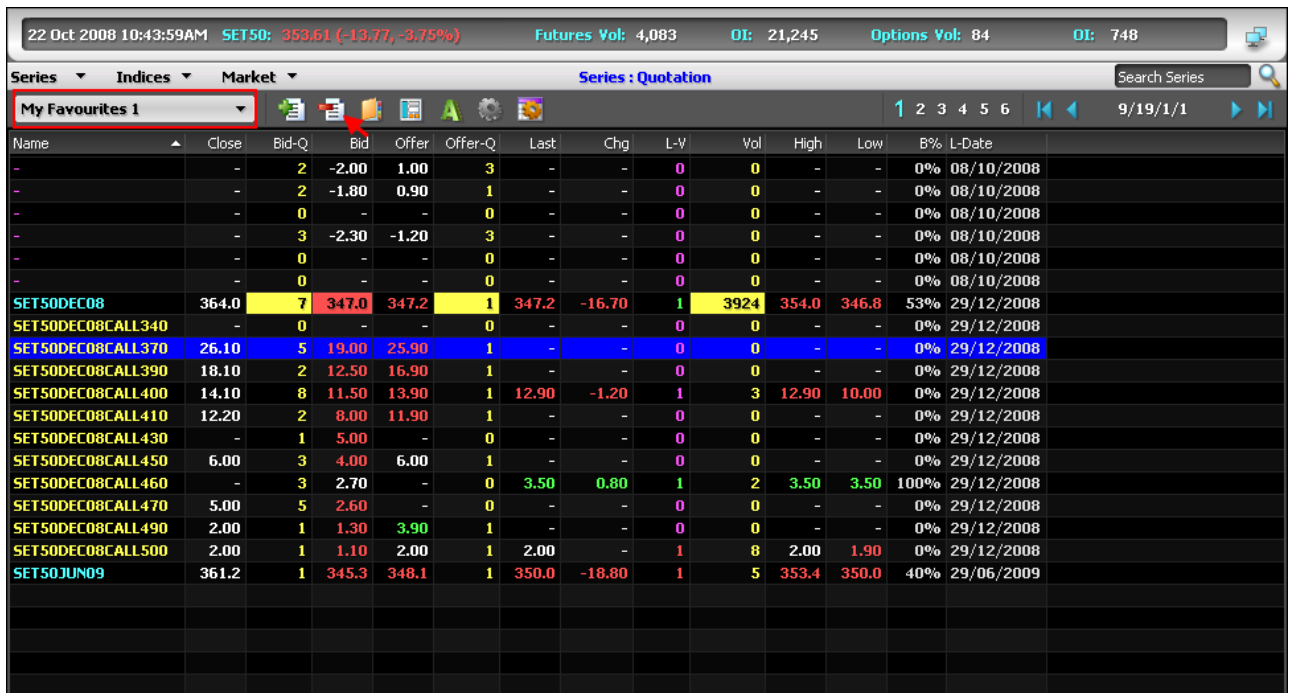 22 Oct 2008 10:43:59AM SET50: 353.61 (-13.77, -3.75%) Futures Vol: 4,083 OI: 21,245 Options Vol: 84 OI: 748
Series Indices Market Series : Quotation Search Series
My Favourites 1 A 1 2 3 4 5 6 9/19/1/1
Name Close Bid-Q Bid Offer Offer-Q Last Chg L-V Vol High Low B% L-Date
- - 2 -2.00 1.00 3 - - 0 0 - - 0% 08/10/2008
- - 2 -1.80 0.90 1 - - 0 0 - - 0% 08/10/2008
- - 0 - - 0 - - 0 0 - - 0% 08/10/2008
- - 3 -2.30 -1.20 3 - - 0 0 - - 0% 08/10/2008
- - 0 - - 0 - - 0 0 - - 0% 08/10/2008
- - 0 - - 0 - - 0 0 - - 0% 08/10/2008
SET50DEC08 364.0 7 347.0 347.2 1 347.2 -16.70 1 3924 354.0 346.8 53% 29/12/2008
SET50DEC08CALL340 - 0 - - 0 - - 0 0 - - 0% 29/12/2008
SET50DEC08CALL370 26.10 5 19.00 25.90 1 - - 0 0 - - 0% 29/12/2008
SET50DEC08CALL390 18.10 2 12.50 16.90 1 - - 0 0 - - 0% 29/12/2008
SET50DEC08CALL400 14.10 8 11.50 13.90 1 12.90 -1.20 1 3 12.90 10.00 0% 29/12/2008
SET50DEC08CALL410 12.20 2 8.00 11.90 1 - - 0 0 - - 0% 29/12/2008
SET50DEC08CALL430 - 1 5.00 - 0 - - 0 0 - - 0% 29/12/2008
SET50DEC08CALL450 6.00 3 4.00 6.00 1 - - 0 0 - - 0% 29/12/2008
SET50DEC08CALL460 - 3 2.70 - 0 3.50 0.80 1 2 3.50 3.50 100% 29/12/2008
SET50DEC08CALL470 5.00 5 2.60 - 0 - - 0 0 - - 0% 29/12/2008
SET50DEC08CALL490 2.00 1 1.30 3.90 1 - - 0 0 - - 0% 29/12/2008
SET50DEC08CALL500 2.00 1 1.10 2.00 1 2.00 - 1 8 2.00 1.90 0% 29/12/2008
SET50JUN09 361.2 1 345.3 348.1 1 350.0 -18.80 1 5 353.4 350.0 40% 29/06/2009